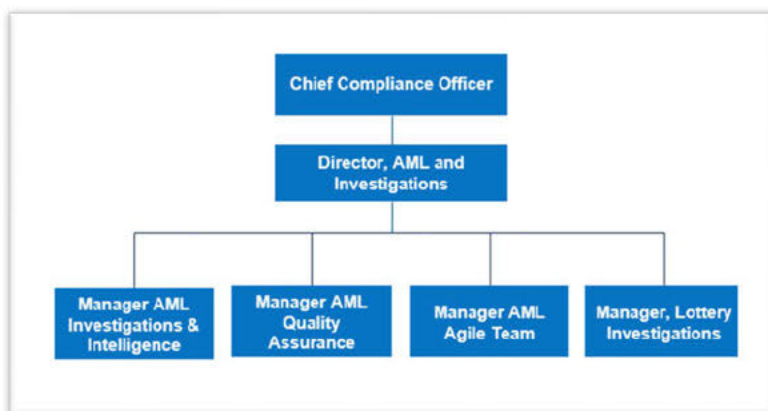 Chief Compliance Officer
Director, AML and
Investigations
Manager AML
Investigations &
Intelligence
Manager AML
Quality
Assurance
Manager AML
Agile Team
Manager, Lottery
Investigations